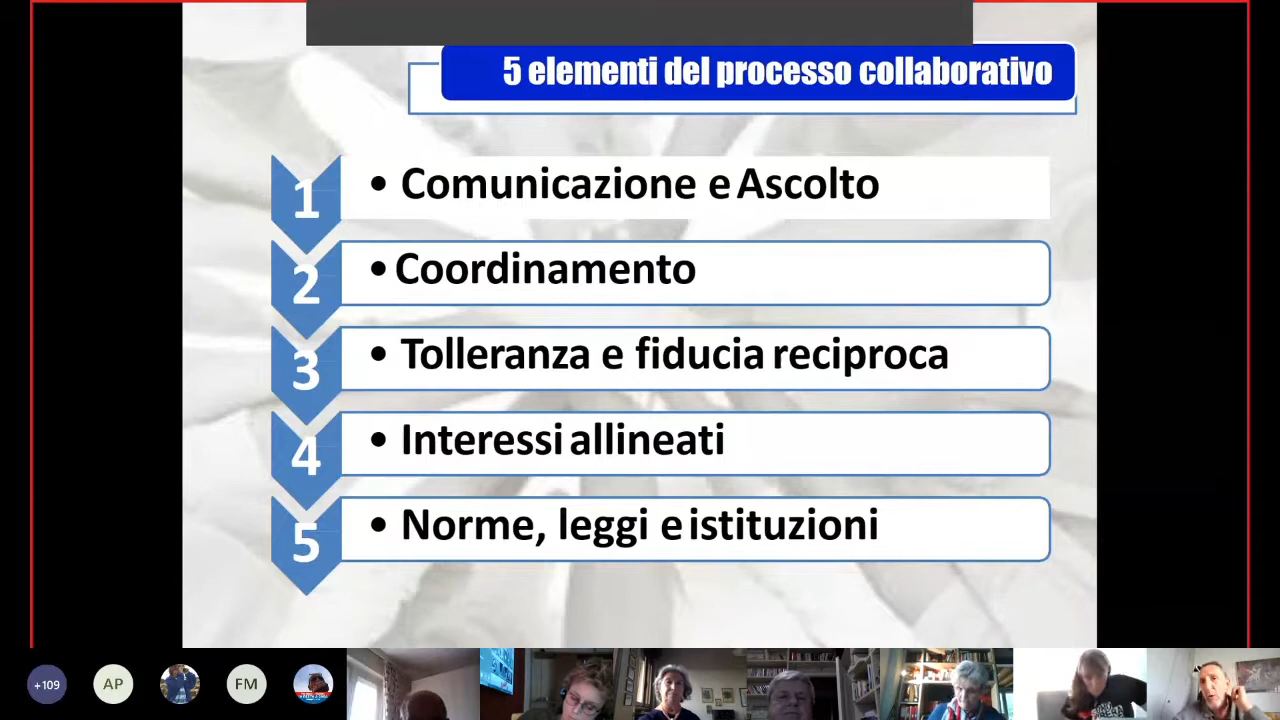 5 elementi del processo collaborativo
1
• Comunicazione e Ascolto
2
• Coordinamento
3
• Tolleranza e fiducia reciproca
4
• Interessi allineati
5
• Norme, leggi e istituzioni
+109
AP
FM